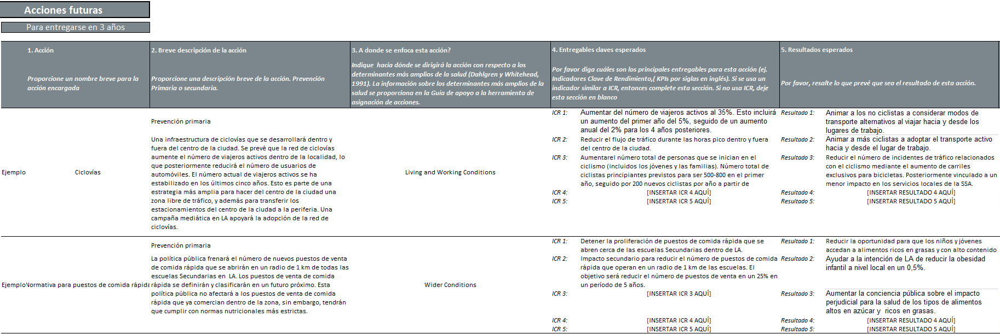 Acciones futuras
Para entregarse en 3 años
1. Acción
Proporcione un nombre breve para la
acción encargada
2. Breve descripción de la acción
Proporcione una descripción breve de la acción. Prevención
Primaria o secundaria.
3. A donde se enfoca esta acción?
Indique  hacia dónde se dirigirá la acción con respecto a los
determinantes más amplios de la salud (Dahlgren y Whitehead,
1991). La información sobre los determinantes más amplios de la
salud se proporciona en la Guía de apoyo a la herramienta de
asignación de acciones.
4. Entregables claves esperados
Por favor diga cuáles son los principales entregables para esta acción (ej.
Indicadores Clave de Rendimiento,( KPIs por siglas en inglés). Si se usa un
indicador similar a ICR, entonces complete esta sección. Si no usa ICR, deje
esta sección en blanco
5. Resultados esperados
Por favor, resalte lo que prevé que sea el resultado de esta acción.
Ejemplo
Ciclovías
Prevención primaria
Una infraestructura de ciclovías que se desarrollará dentro y
fuera del centro de la ciudad. Se prevé que la red de ciclovías
aumente el número de viajeros activos dentro de la localidad, lo
que posteriormente reducirá el número de usuarios de
automóviles. El número actual de viajeros activos se ha
estabilizado en los últimos cinco años. Esto es parte de una
estrategia más amplia para hacer del centro de la ciudad una
zona libre de tráfico, y además para transferir los
estacionamientos del centro de la ciudad a la periferia. Una
campaña mediática en LA apoyará la adopción de la red de
ciclovías.
Living and Working Conditions
ICR 1:
Aumentar del número de viajeros activos al 35%. Esto incluirá
un aumento del primer año del 5%, seguido de un aumento
anual del 2% para los 4 años posteriores.
ICR 2:
Reducir el flujo de tráfico durante las horas pico dentro y fuera
del centro de la ciudad.
ICR 3:
Aumentarel número total de personas que se inician en el
ciclismo (incluidos los jóvenes y las familias). Número total de
ciclistas principiantes previstos para ser 500-800 en el primer
año, seguido por 200 nuevos ciclistas por año a partir de
ICR 4:
[INSERTAR ICR 4 AQUÍ]
ICR 5:
[INSERTAR ICR 5 AQUÍ]
Resultado 1:
Animar a los no ciclistas a considerar modos de
transporte alternativos al viajar hacia y desde los
lugares de trabajo.
Resultado 2:
Animar a más ciclistas a adoptar el transporte activo
hacia y desde el lugar de trabajo.
Resultado 3:
Reducir el número de incidentes de tráfico relacionados
con el ciclismo mediante el aumento de carriles
exclusivos para bicicletas. Posteriormente vinculado a un
menor impacto en los servicios locales de la SSA.
Resultado 4:
[INSERTAR RESULTADO 4 AQUÍ]
Resultado 5:
[INSERTAR RESULTADO 5 AQUÍ]
Ejemplo
Normativa para puestos de comida rápida
Prevención primaria
La política pública frenará el número de nuevos puestos de venta
de comida rápida que se abrirán en un radio de 1 km de todas las
escuelas Secundarias en  LA. Los puestos de venta de comida
rápida se definirán y clasificarán en un futuro próximo. Esta
política pública no afectará a los puestos de venta de comida
rápida que ya comercian dentro de la zona, sin embargo, tendrán
que cumplir con normas nutricionales más estrictas.
Wider Conditions
ICR 1:
Detener la proliferación de puestos de comida rápida que se
abren cerca de las escuelas Secundarias dentro de LA.
ICR 2:
Impacto secundario para reducir el número de puestos de comida
rápida que operan en un radio de 1 km de las escuelas. El
objetivo será reducir el número de puestos de venta en un 25% en
un período de 5 años.
ICR 3:
[INSERTAR ICR 3 AQUÍ]
ICR 4:
[INSERTAR ICR 4 AQUÍ]
ICR 5:
[INSERTAR ICR 5 AQUÍ]
Resultado 1:
Reducir la oportunidad para que los niños y jóvenes
accedan a alimentos ricos en grasas y con alto contenido
Resultado 2:
Ayudar a la intención de LA de reducir la obesidad
infantil a nivel local en un 0,5%.
Resultado 3:
Aumentar la conciencia pública sobre el impacto
perjudicial para la salud de los tipos de alimentos
altos en azúcar y  ricos en grasas.
Resultado 4:
[INSERTAR RESULTADO 4 AQUÍ]
Resultado 5:
[INSERTAR RESULTADO 5 AQUÍ]